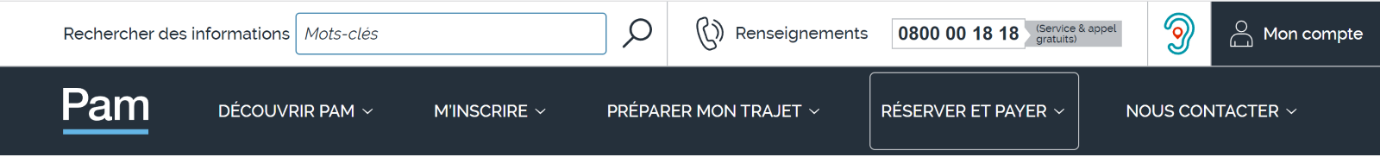 Rechercher des informations Mots-clés Renseignements 0800 00 18 18 (Service & appel gratuits) Mon compte
Pam DÉCOUVRIR PAM M'INSCRIRE PRÉPARER MON TRAJET RÉSERVER ET PAYER NOUS CONTACTER